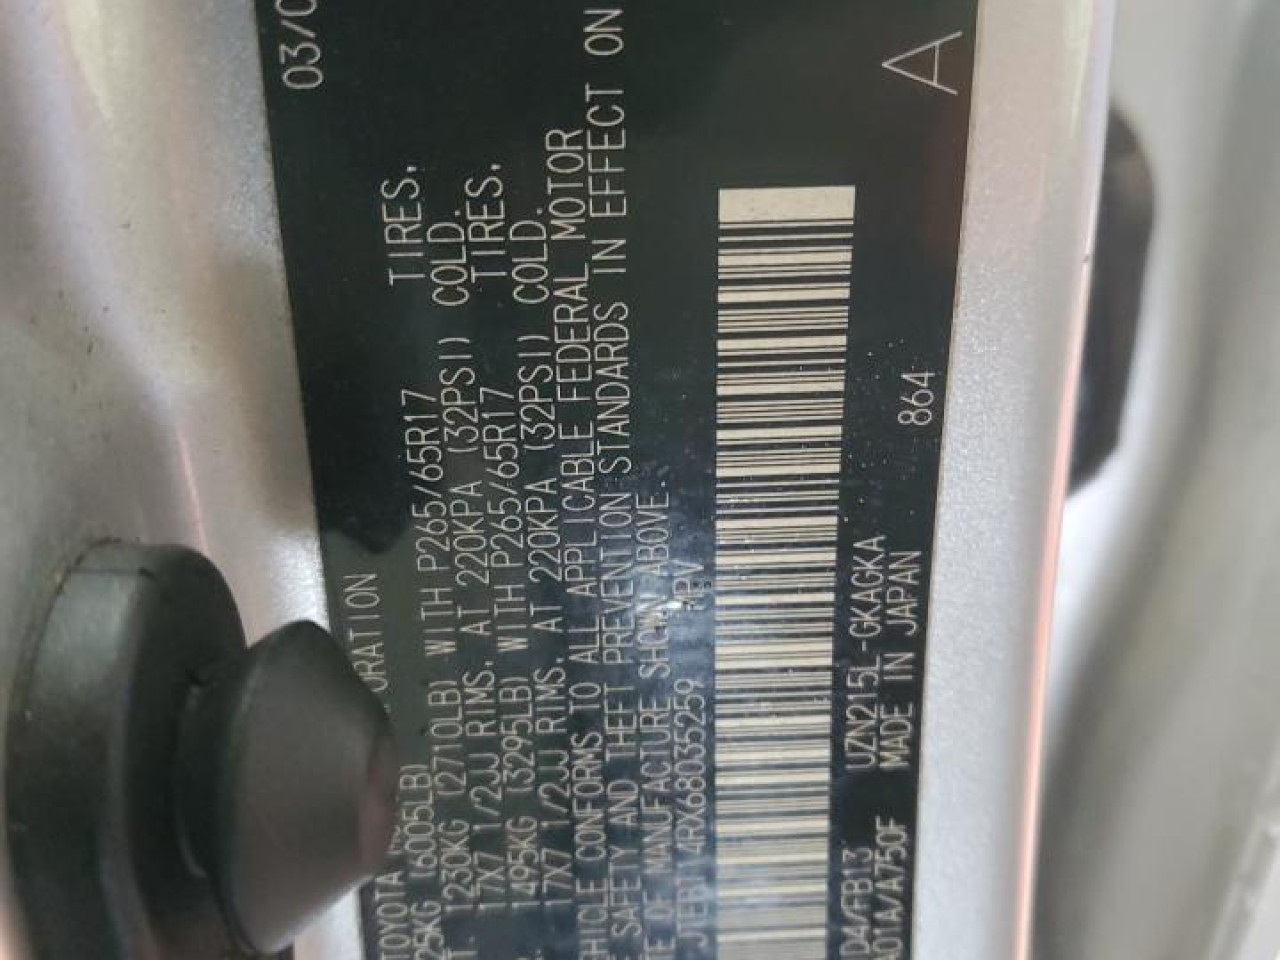 03/0
TOYOTA
ORATION
25KG (6005LB)
T. 1230KG (2710LB) WITH P265/65R17 TIRES,
17X7 1/2JJ RIMS. AT 220KPA (32PSI) COLD.
1495KG (3295LB) WITH P265/65R17 TIRES,
17X7 1/2JJ RIMS. AT 220KPA (32PSI) COLD.
HICLE CONFORMS TO ALL APPLICABLE FEDERAL MOTOR
E SAFETY AND THEFT PREVENTION STANDARDS IN EFFECT ON
TE OF MANUFACTURE SHOWN ABOVE.
JTEBT14RX68035259 MPV
D4/FB13 UZN215L-GKAGKA 864 A
A01A/A750F MADE IN JAPAN